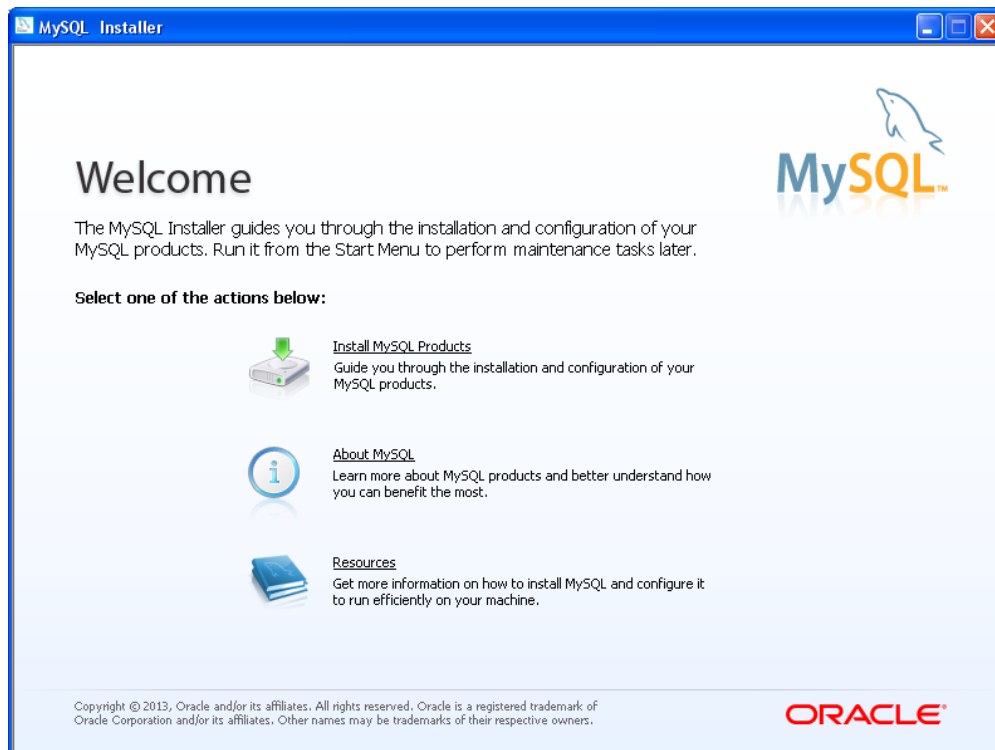 MySQL Installer
MySQL™
Welcome
The MySQL Installer guides you through the installation and configuration of your
MySQL products. Run it from the Start Menu to perform maintenance tasks later.
Select one of the actions below:
Install MySQL Products
Guide you through the installation and configuration of your
MySQL products.
About MySQL
Learn more about MySQL products and better understand how
you can benefit the most.
Resources
Get more information on how to install MySQL and configure it
to run efficiently on your machine.
Copyright © 2013, Oracle and/or its affiliates. All rights reserved. Oracle is a registered trademark of
Oracle Corporation and/or its affiliates. Other names may be trademarks of their respective owners.
ORACLE®